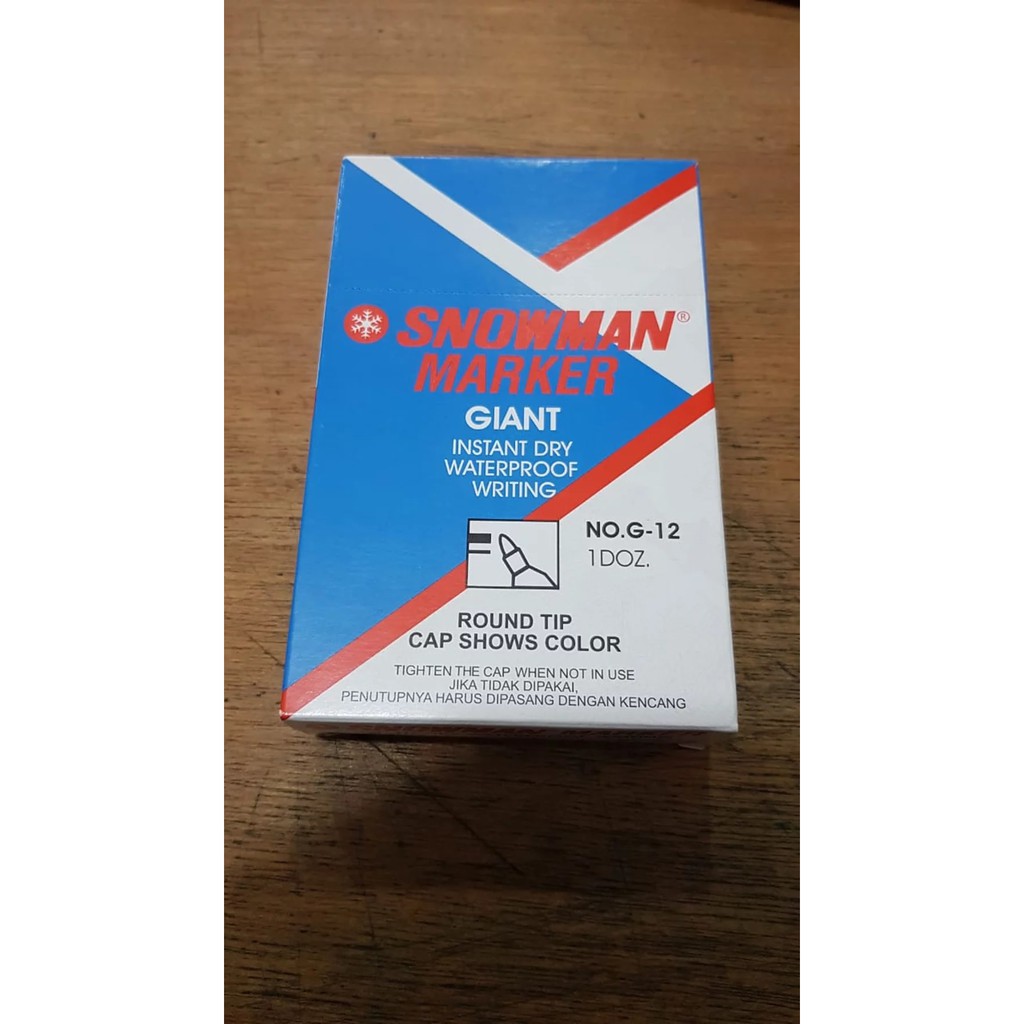 SNOWMAN®
MARKER
GIANT
INSTANT DRY
WATERPROOF
WRITING
NO.G-12
1DOZ.
ROUND TIP
CAP SHOWS COLOR
TIGHTEN THE CAP WHEN NOT IN USE
JIKA TIDAK DIPAKAI,
PENUTUPNYA HARUS DIPASANG DENGAN KENCANG